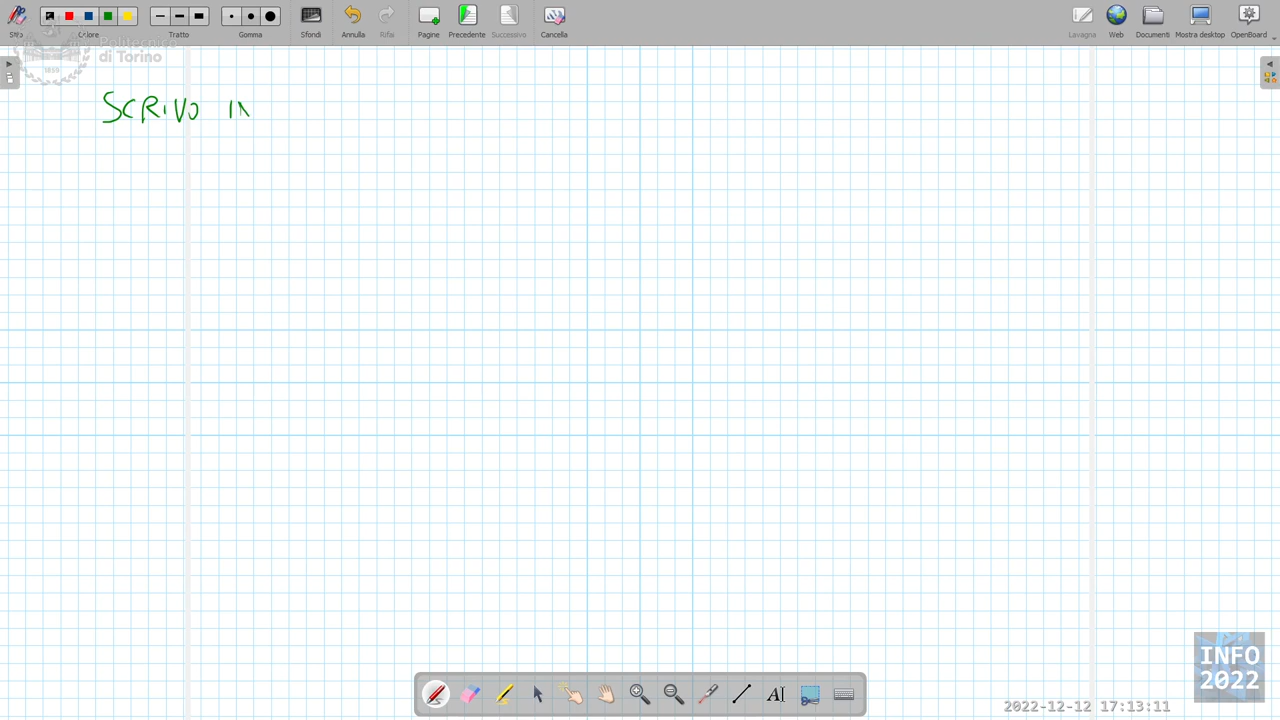 Stilo Colore Tratto Gomma Sfondi Annulla Rifai Pagine Precedente Successivo Cancella Lavagna Web Documenti Mostra desktop OpenBoard
Politecnico
di Torino
1859
SCRIVO IN
INFO
2022
2022-12-12 17:13:11